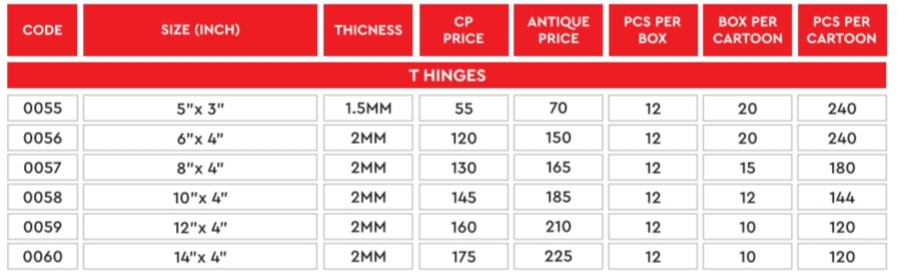 CODE SIZE (INCH) THICNESS CP PRICE ANTIQUE PRICE PCS PER BOX BOX PER CARTOON PCS PER CARTOON
T HINGES
0055 5"x 3" 1.5MM 55 70 12 20 240
0056 6"x 4" 2MM 120 150 12 20 240
0057 8"x 4" 2MM 130 165 12 15 180
0058 10"x 4" 2MM 145 185 12 12 144
0059 12"x 4" 2MM 160 210 12 10 120
0060 14"x 4" 2MM 175 225 12 10 120